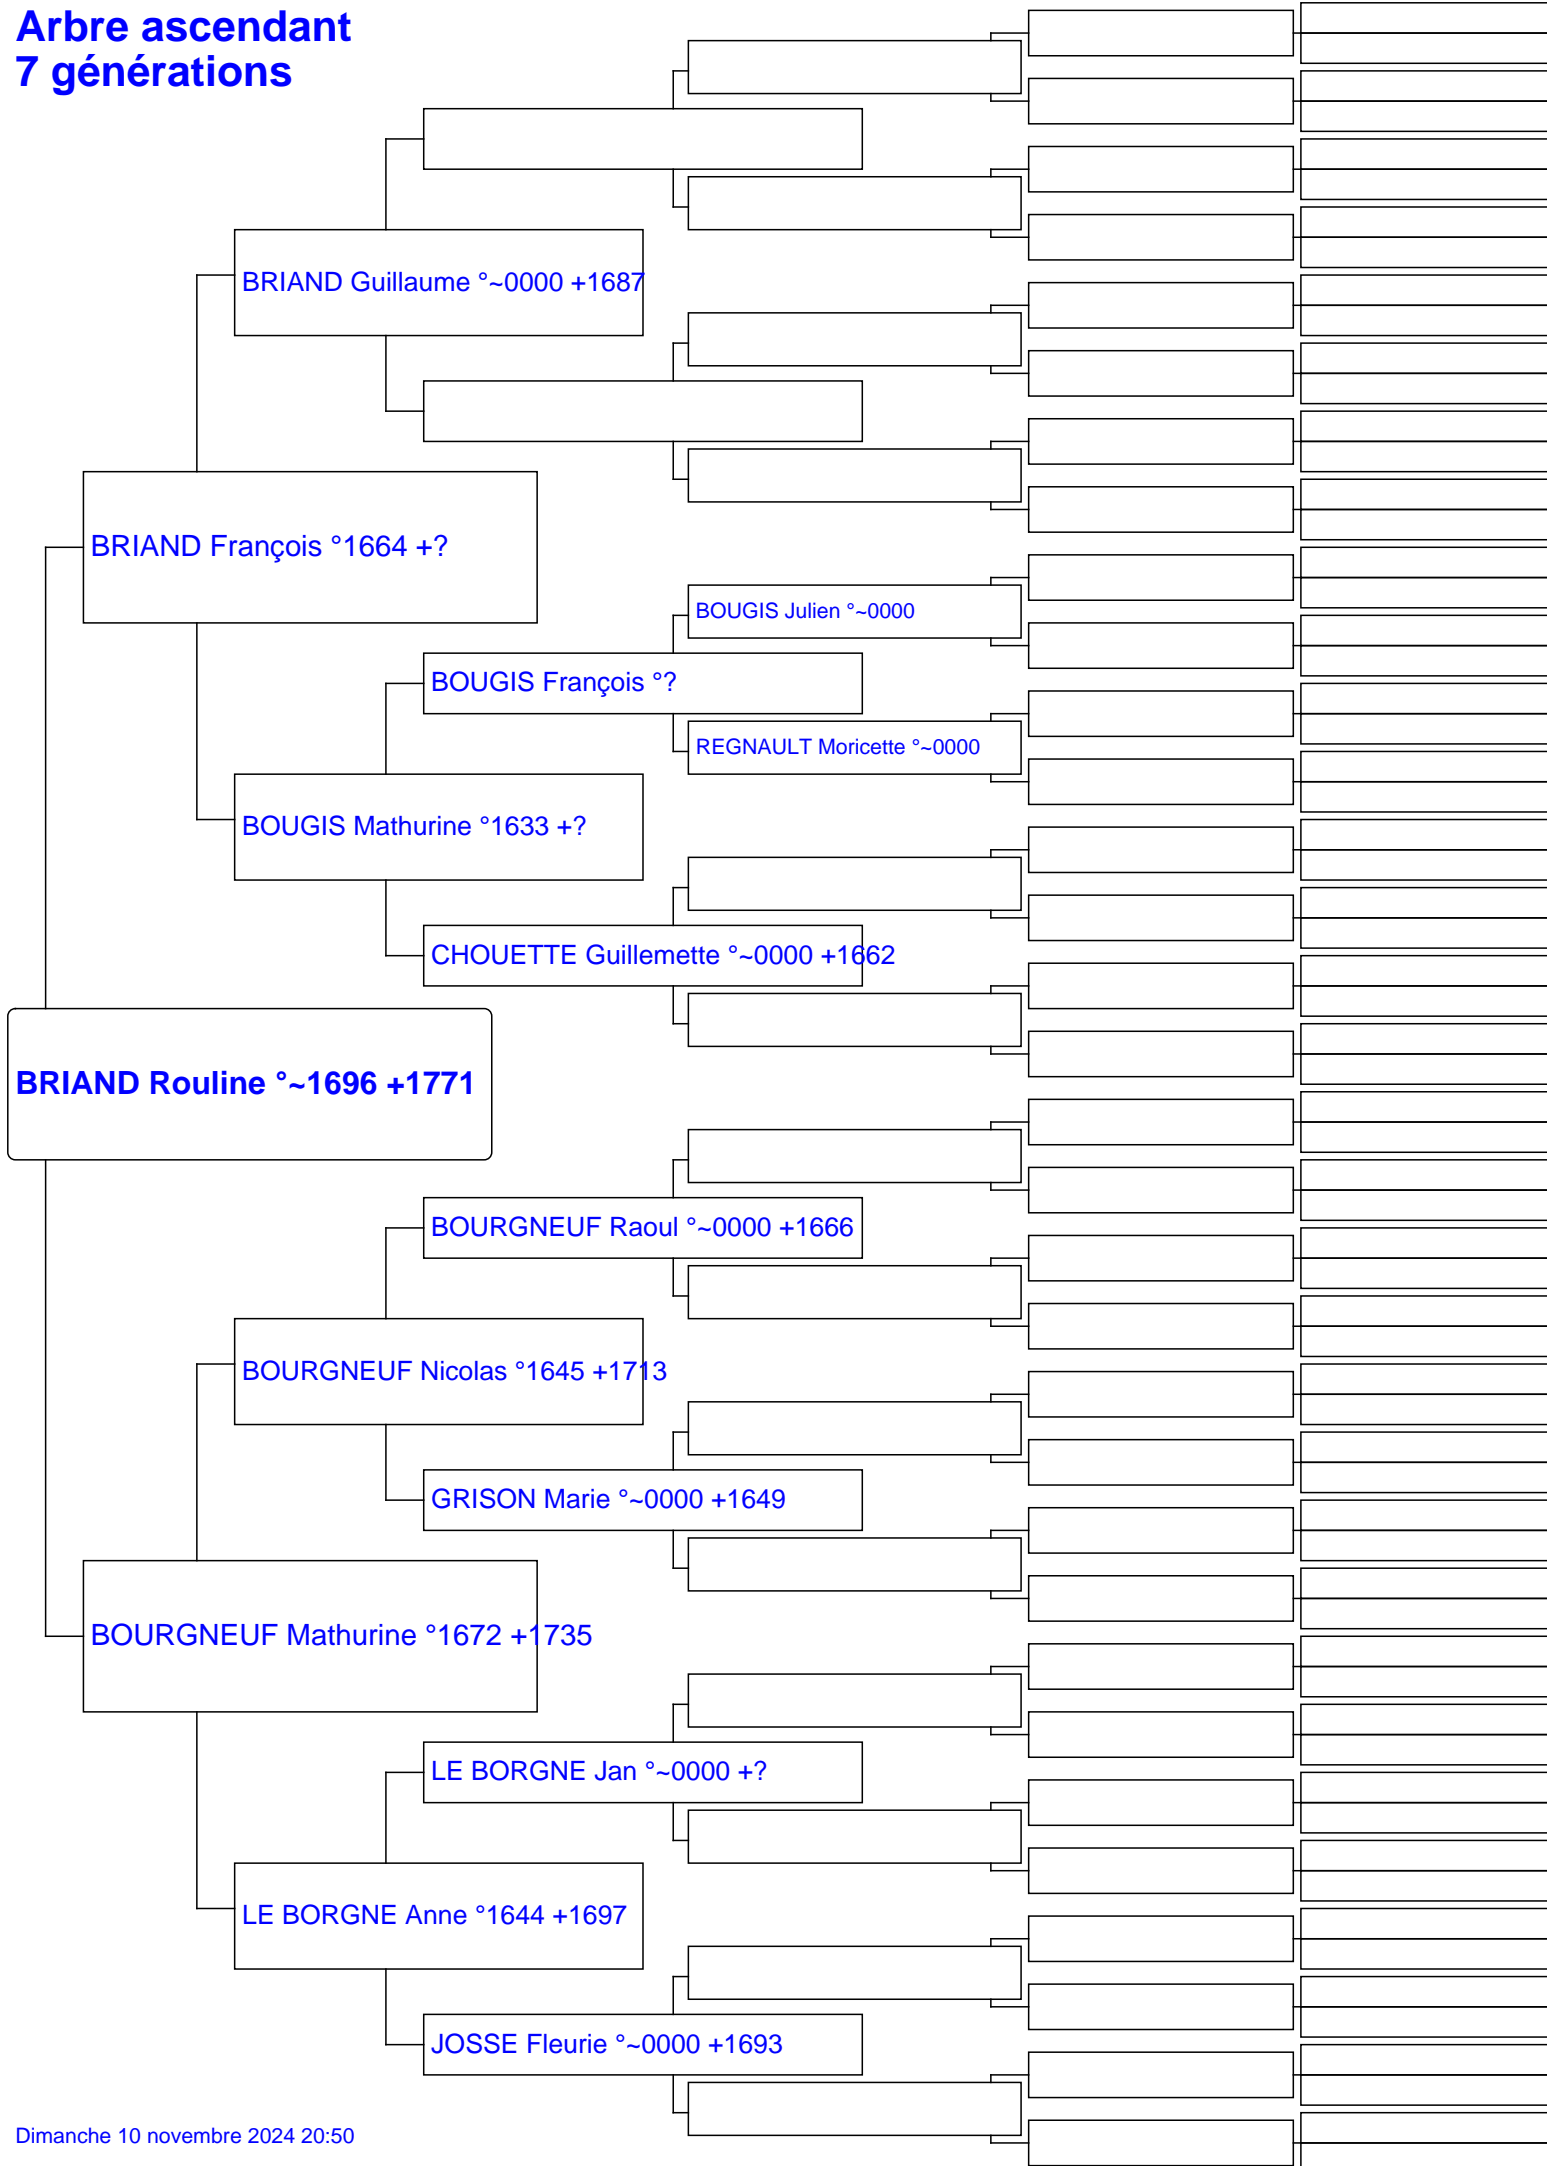 Arbre ascendant
7 générations
BRIAND Guillaume °~0000 +1687
BRIAND François °1664 +?
BOUGIS Julien °~0000
BOUGIS François °?
REGNAULT Moricette °~0000
BOUGIS Mathurine °1633 +?
CHOUETTE Guillemette °~0000 +1662
BRIAND Rouline °~1696 +1771
BOURGNEUF Raoul °~0000 +1666
BOURGNEUF Nicolas °1645 +1713
GRISON Marie °~0000 +1649
BOURGNEUF Mathurine °1672 +1735
LE BORGNE Jan °~0000 +?
LE BORGNE Anne °1644 +1697
JOSSE Fleurie °~0000 +1693
Dimanche 10 novembre 2024 20:50